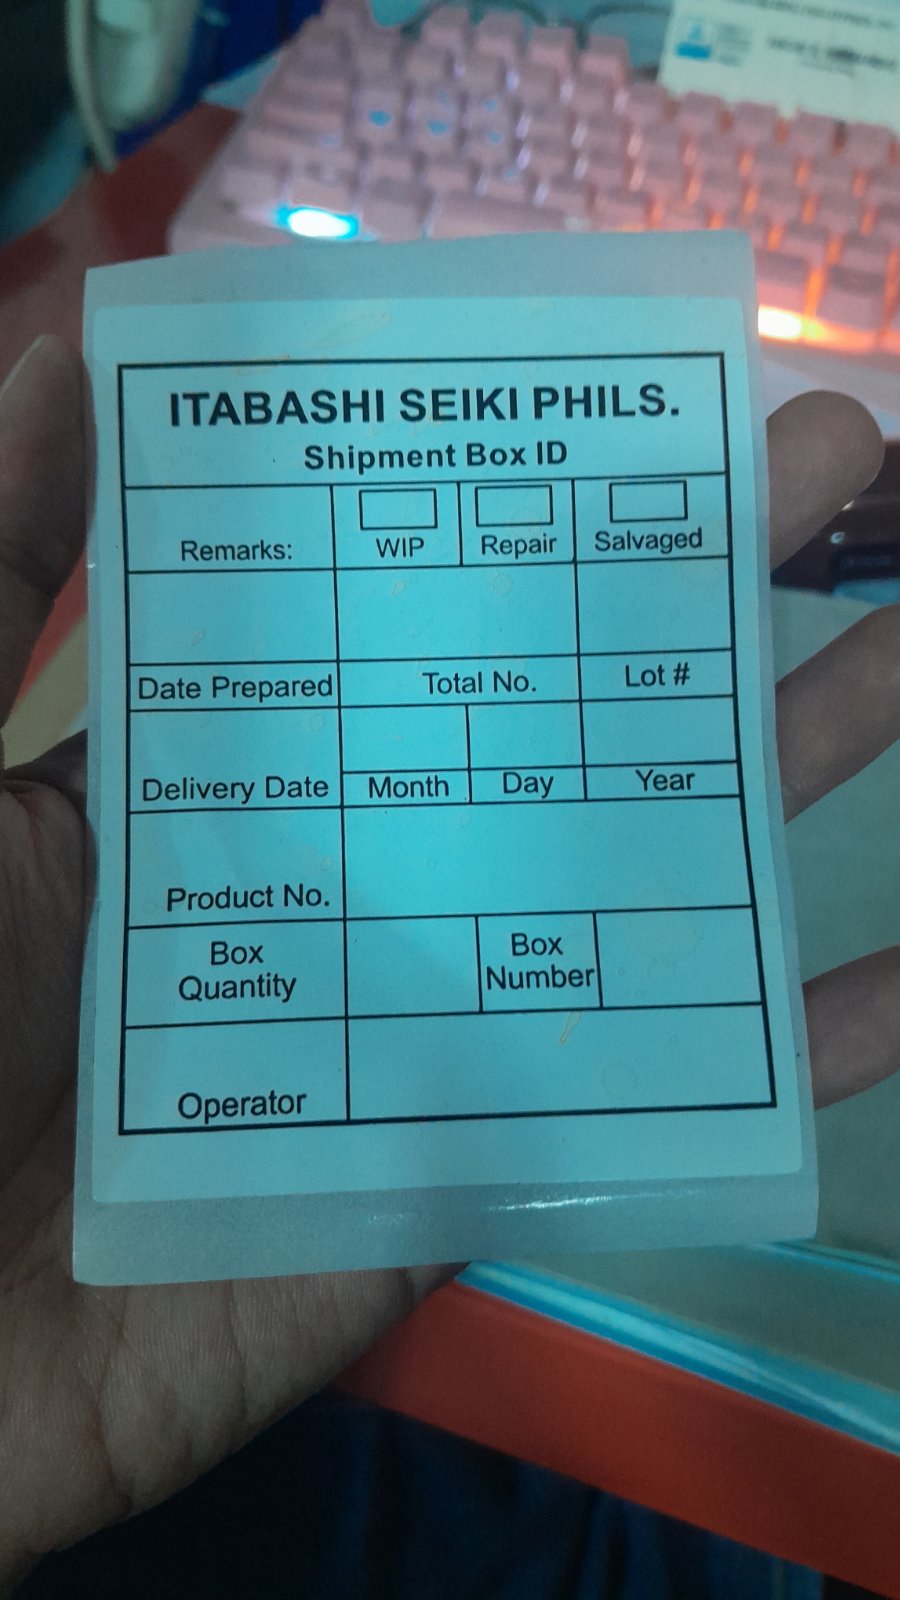 ITABASHI SEIKI PHILS.
Shipment Box ID
Remarks:
WIP
Repair
Salvaged
Date Prepared
Total No.
Lot #
Delivery Date
Month
Day
Year
Product No.
Box
Quantity
Box
Number
Operator